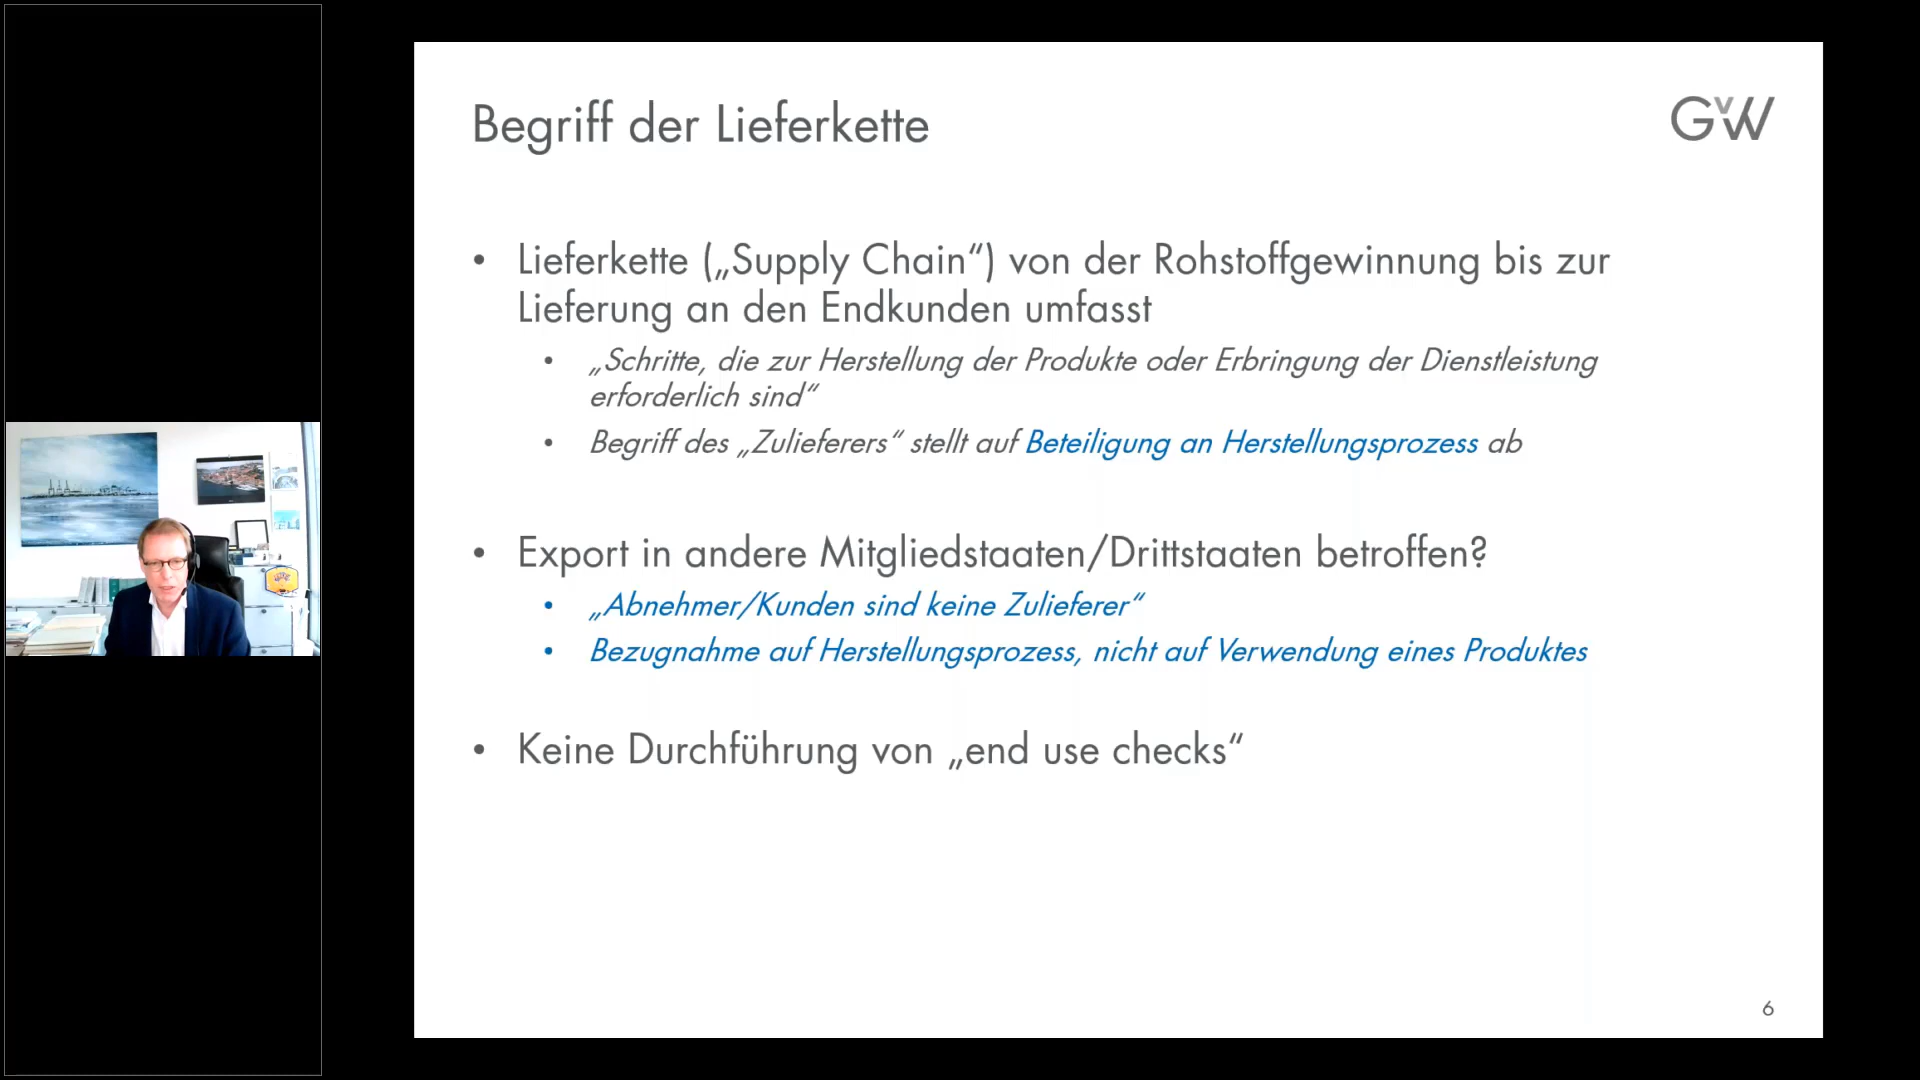 Begriff der Lieferkette
GvW
• Lieferkette („Supply Chain“) von der Rohstoffgewinnung bis zur
Lieferung an den Endkunden umfasst
• „Schritte, die zur Herstellung der Produkte oder Erbringung der Dienstleistung
erforderlich sind“
• Begriff des „Zulieferers“ stellt auf Beteiligung an Herstellungsprozess ab
• Export in andere Mitgliedstaaten/Drittstaaten betroffen?
• „Abnehmer/Kunden sind keine Zulieferer“
• Bezugnahme auf Herstellungsprozess, nicht auf Verwendung eines Produktes
• Keine Durchführung von „end use checks“
6